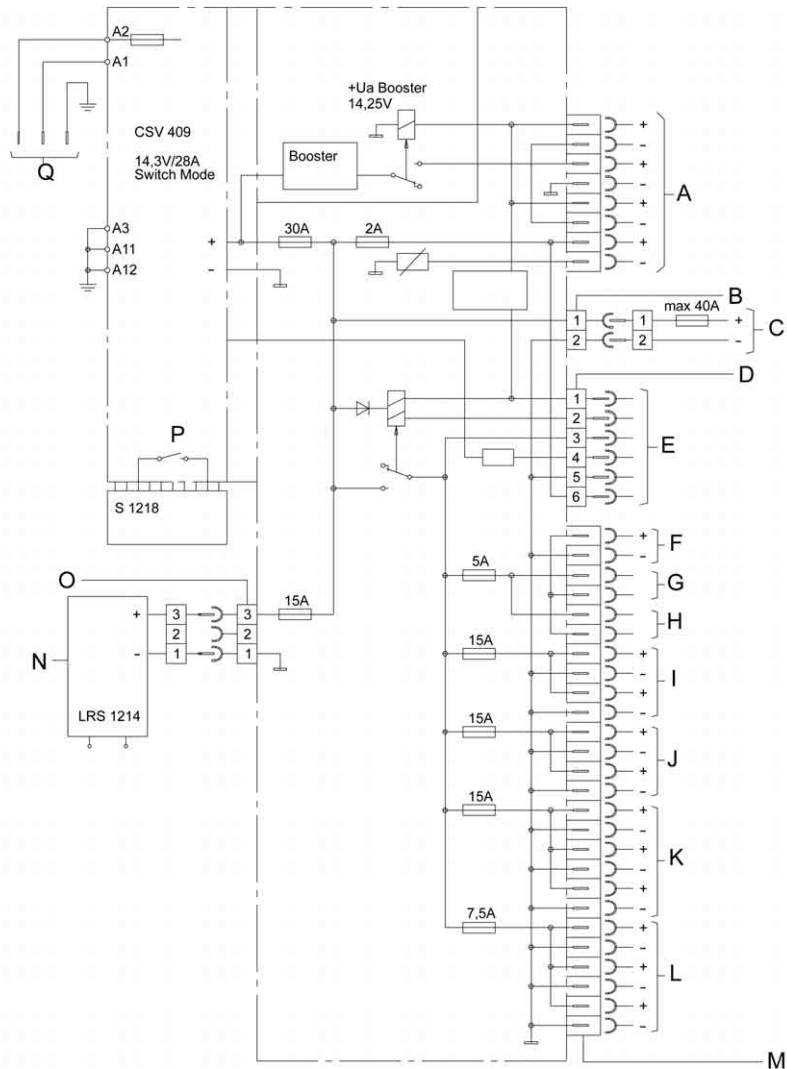 A2
A1
CSV 409
14,3V/28A
Switch Mode
Q
A3
A11
A12
+
-
+Ua Booster
14,25V
Booster
30A
2A
+
-
+
-
+
-
+
-
A
B
1 1 max 40A +
2 2 -
C
D
1
2
3
4
5
6
E
P
S 1218
O
N
+ 3 3 15A
2 2
- 1 1
LRS 1214
+
-
F
5A
G
H
15A
+
-
+
-
I
15A
+
-
+
-
J
15A
+
-
+
-
+
-
K
7,5A
+
-
+
-
+
-
L
M